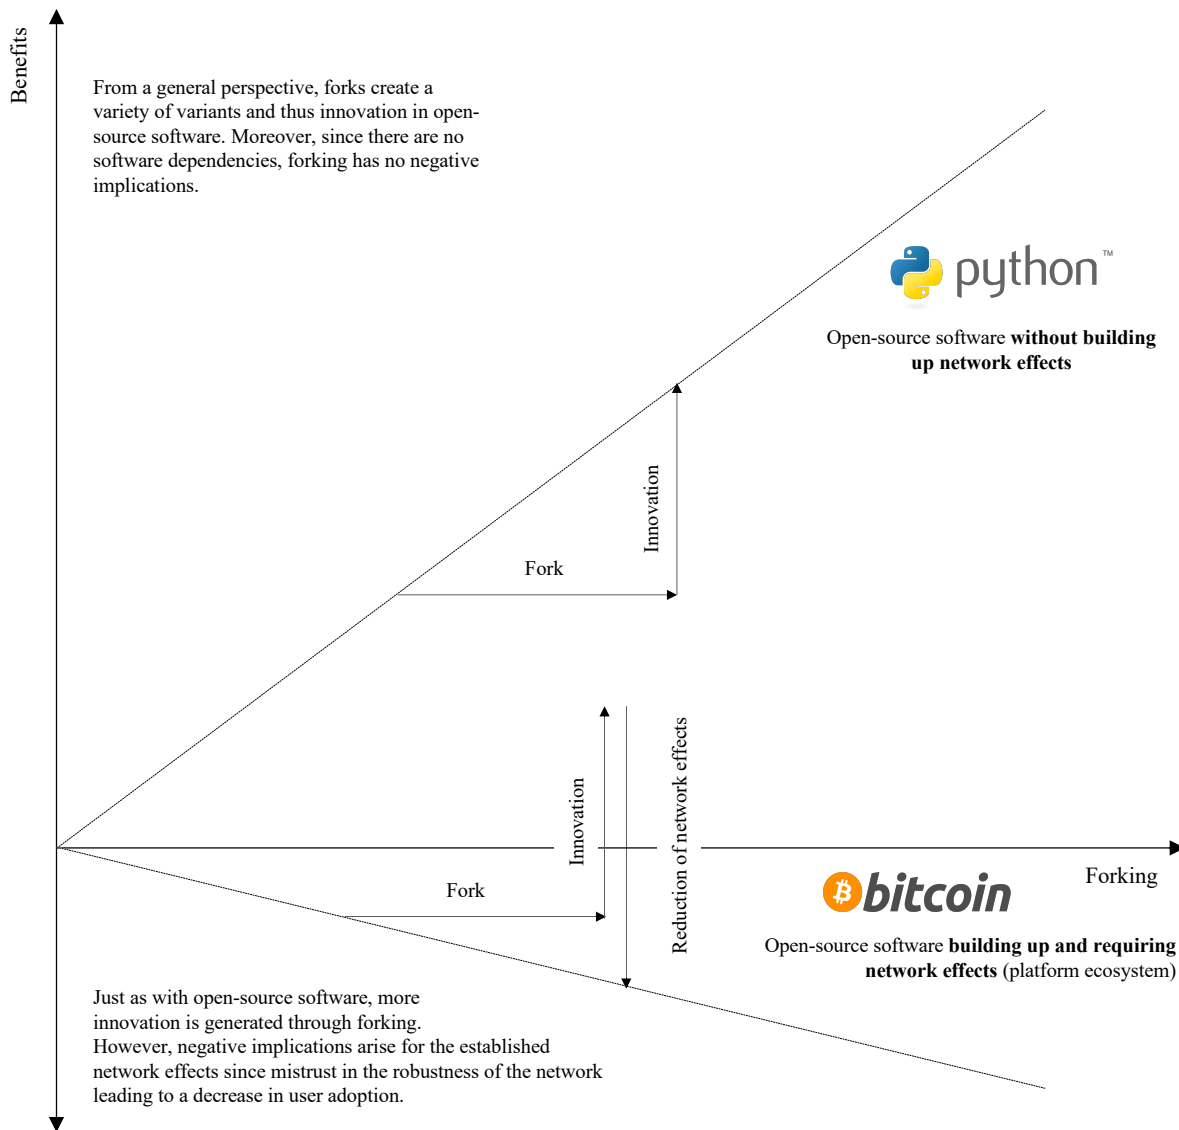 Benefits
From a general perspective, forks create a
variety of variants and thus innovation in open-
source software. Moreover, since there are no
software dependencies, forking has no negative
implications.
python™
Open-source software without building
up network effects
Innovation
Fork
Innovation
Reduction of network effects
Fork
Forking
bitcoin
Open-source software building up and requiring
network effects (platform ecosystem)
Just as with open-source software, more
innovation is generated through forking.
However, negative implications arise for the established
network effects since mistrust in the robustness of the network
leading to a decrease in user adoption.